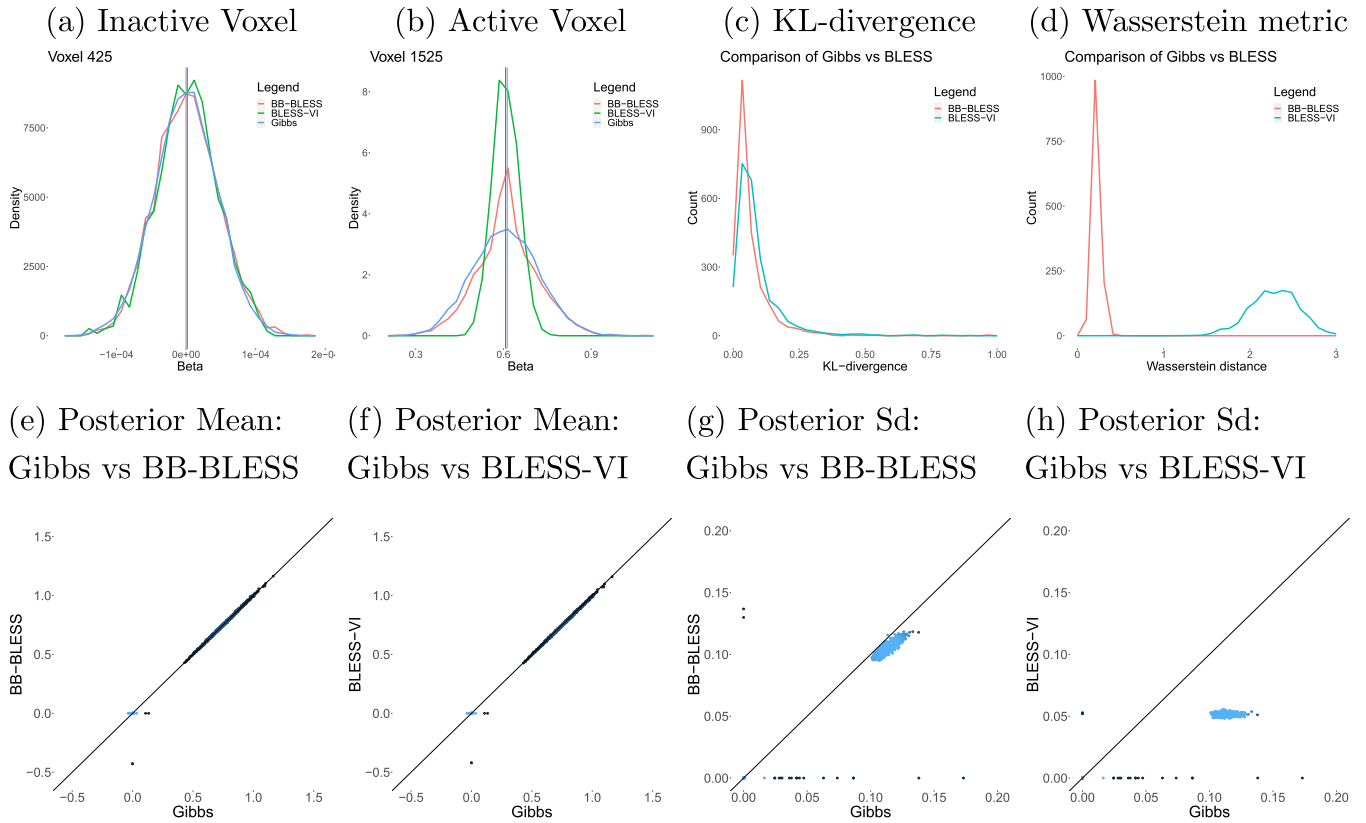 (a) Inactive Voxel
Voxel 425
Legend
BB−BLESS
BLESS−VI
Gibbs
7500
5000
2500
0
Density
−1e−04
0e+00
1e−04
2e−0
Beta
(b) Active Voxel
Voxel 1525
Legend
BB−BLESS
BLESS−VI
Gibbs
8
6
4
2
0
Density
0.3
0.6
0.9
Beta
(c) KL-divergence
Comparison of Gibbs vs BLESS
Legend
BB−BLESS
BLESS−VI
900
600
300
0
Count
0.00
0.25
0.50
0.75
1.00
KL−divergence
(d) Wasserstein metric
Comparison of Gibbs vs BLESS
Legend
BB−BLESS
BLESS−VI
1000
750
500
250
0
Count
0
1
2
3
Wasserstein distance
(e) Posterior Mean:
Gibbs vs BB-BLESS
1.5
1.0
0.5
0.0
−0.5
BB−BLESS
−0.5
0.0
0.5
1.0
1.5
Gibbs
(f) Posterior Mean:
Gibbs vs BLESS-VI
1.5
1.0
0.5
0.0
−0.5
BLESS−VI
−0.5
0.0
0.5
1.0
1.5
Gibbs
(g) Posterior Sd:
Gibbs vs BB-BLESS
0.20
0.15
0.10
0.05
0.00
BB−BLESS
0.00
0.05
0.10
0.15
0.20
Gibbs
(h) Posterior Sd:
Gibbs vs BLESS-VI
0.20
0.15
0.10
0.05
0.00
BLESS−VI
0.00
0.05
0.10
0.15
0.20
Gibbs